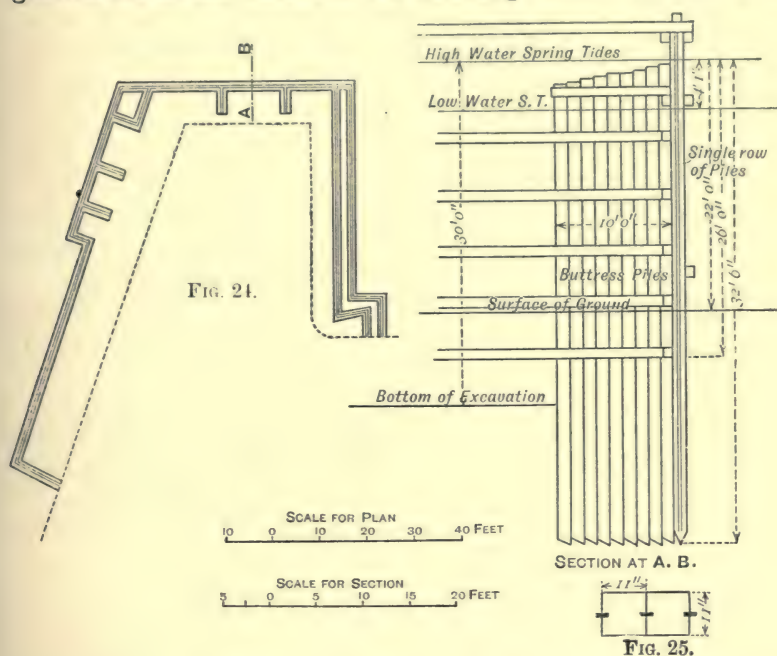 B
A
FIG. 24.
High Water Spring Tides
Low Water S.T.
4' 1"
Single row
of Piles
30' 0"
10' 0"
22' 0"
26' 0"
32' 6"
Buttress Piles
Surface of Ground
Bottom of Excavation
SCALE FOR PLAN
10 0 10 20 30 40 FEET
SECTION AT A. B.
SCALE FOR SECTION
5 0 5 10 15 20 FEET
11"
11"
FIG. 25.